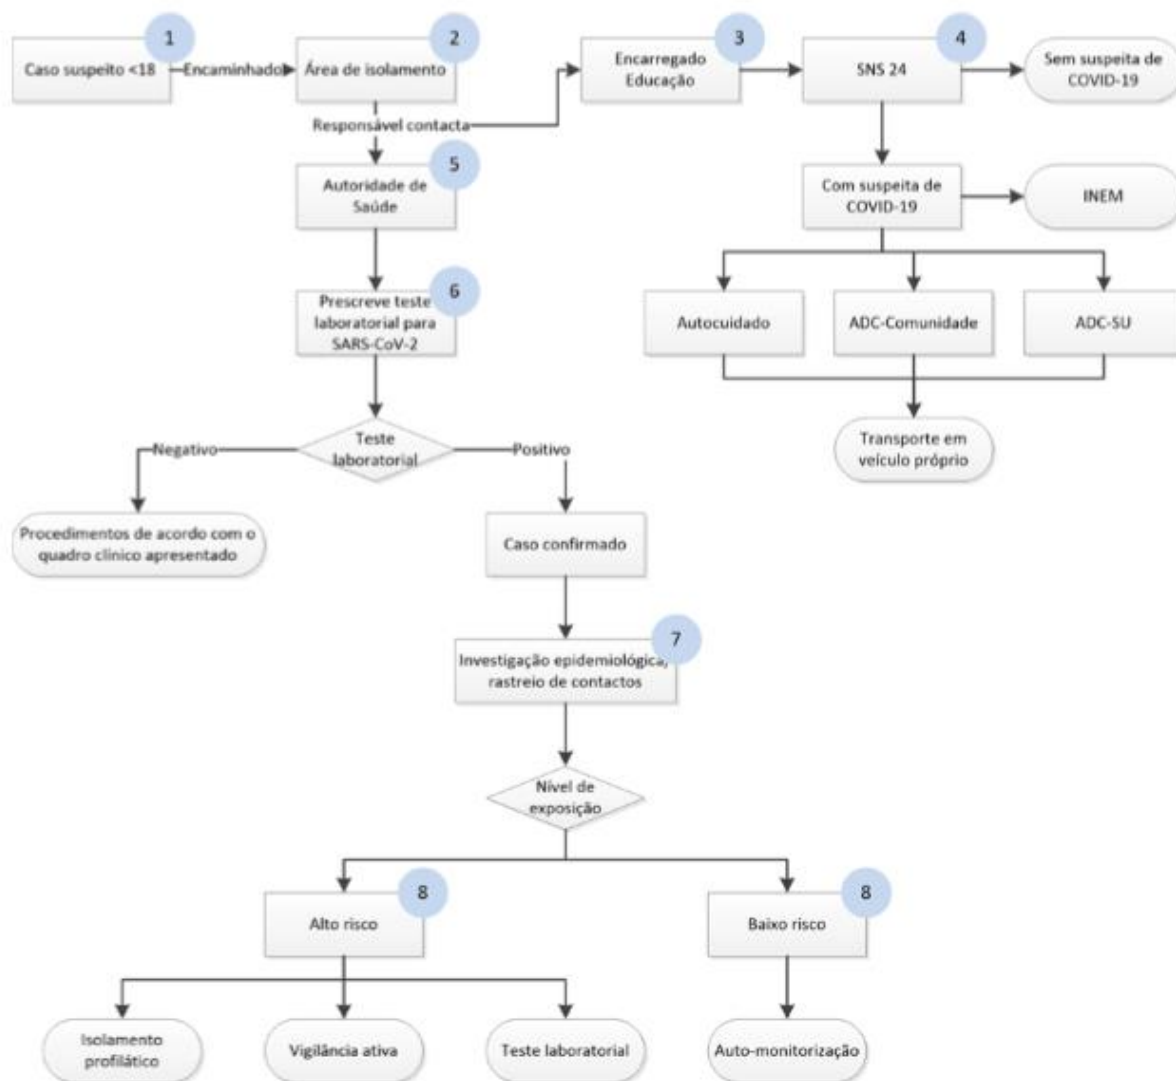 1
Caso suspeito <18
Encaminhado
2
Área de isolamento
3
Encarregado
Educação
4
SNS 24
Sem suspeita de
COVID-19
Responsável contacta
5
Autoridade de
Saúde
Com suspeita de
COVID-19
INEM
6
Prescreve teste
laboratorial para
SARS-CoV-2
Autocuidado
ADC-Comunidade
ADC-SU
Negativo
Teste
laboratorial
Positivo
Transporte em
veículo próprio
Procedimentos de acordo com o
quadro clínico apresentado
Caso confirmado
7
Investigação epidemiológica,
rastreio de contactos
Nível de
exposição
8
Alto risco
8
Baixo risco
Isolamento
profilático
Vigilância ativa
Teste laboratorial
Auto-monitorização